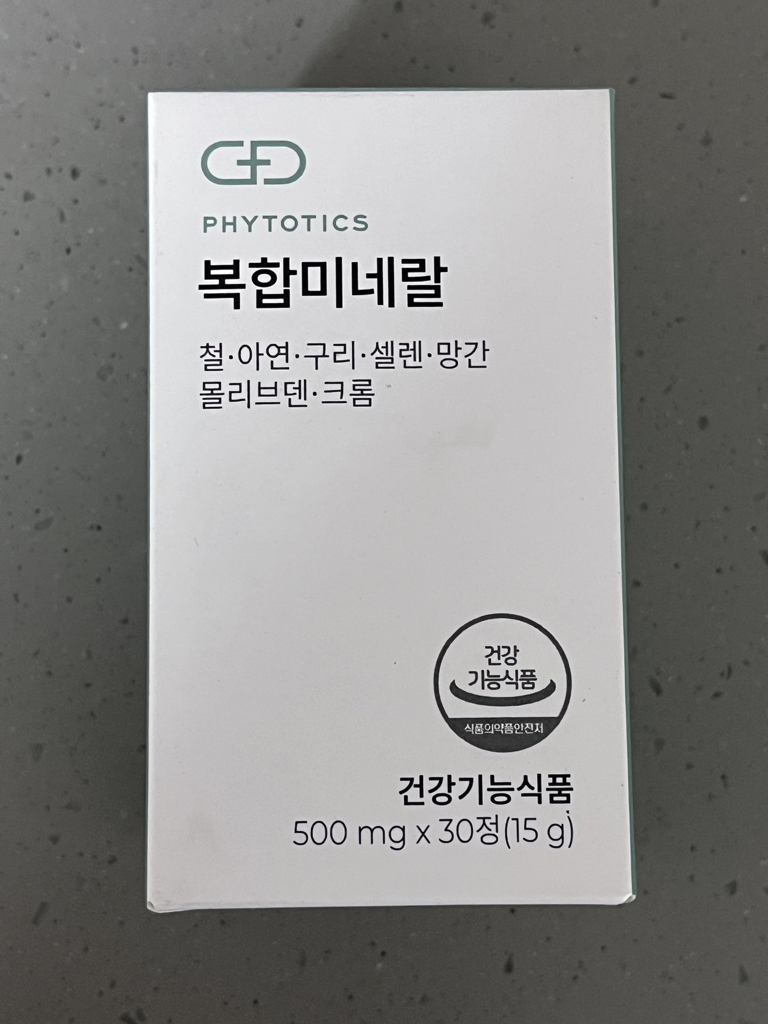 PHYTOTICS
복합미네랄
철·아연·구리·셀렌·망간
몰리브덴·크롬
건강
기능식품
식품의약품안전처
건강기능식품
500 mg x 30정(15 g)